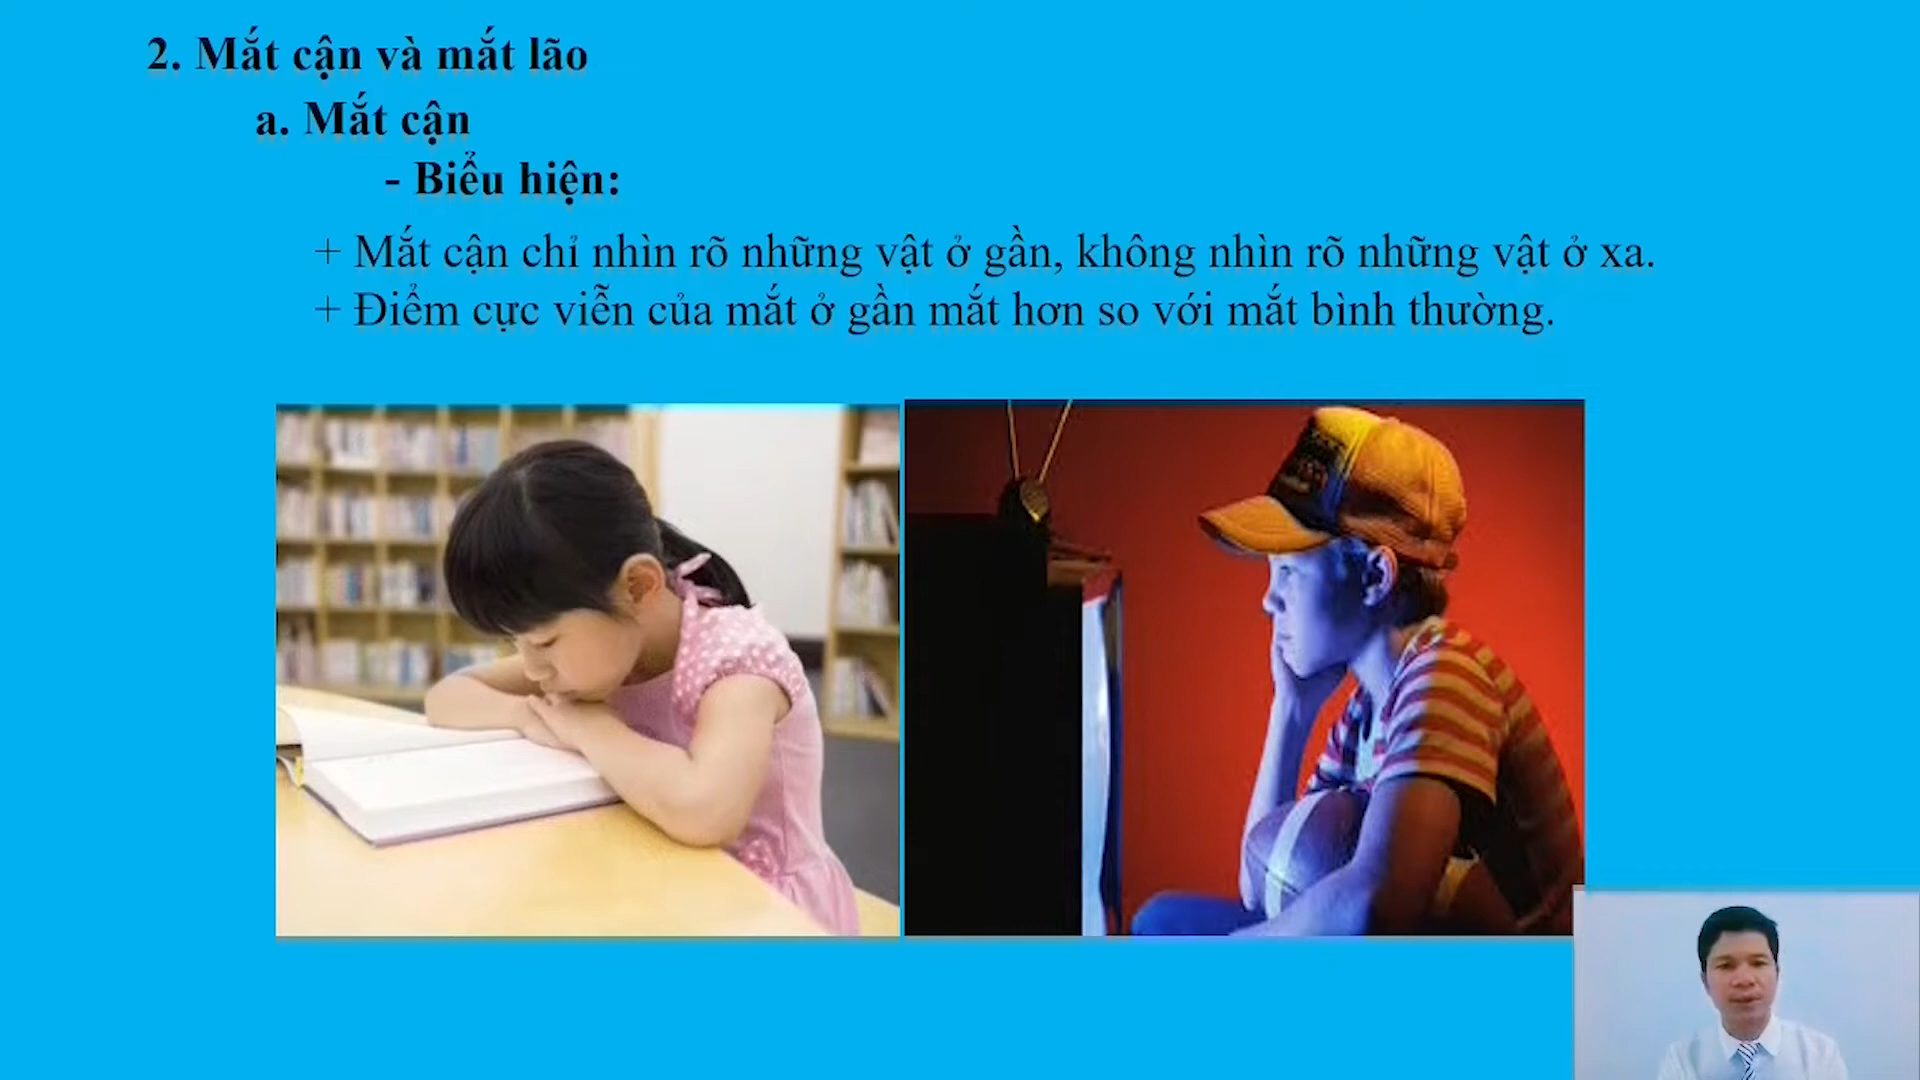 2. Mắt cận và mắt lão
a. Mắt cận
- Biểu hiện:
+ Mắt cận chỉ nhìn rõ những vật ở gần, không nhìn rõ những vật ở xa.
+ Điểm cực viễn của mắt ở gần mắt hơn so với mắt bình thường.